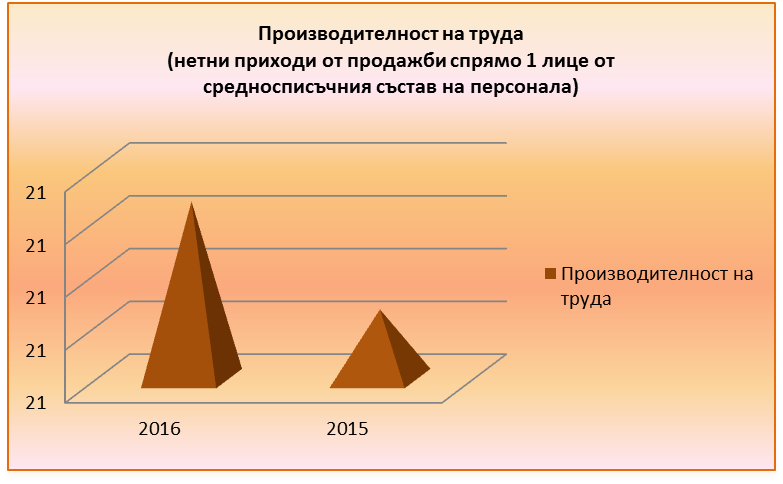 Производителност на труда
(нетни приходи от продажби спрямо 1 лице от
средносписъчния състав на персонала)
21
21
21
21
21
2016
2015
Производителност на
труда